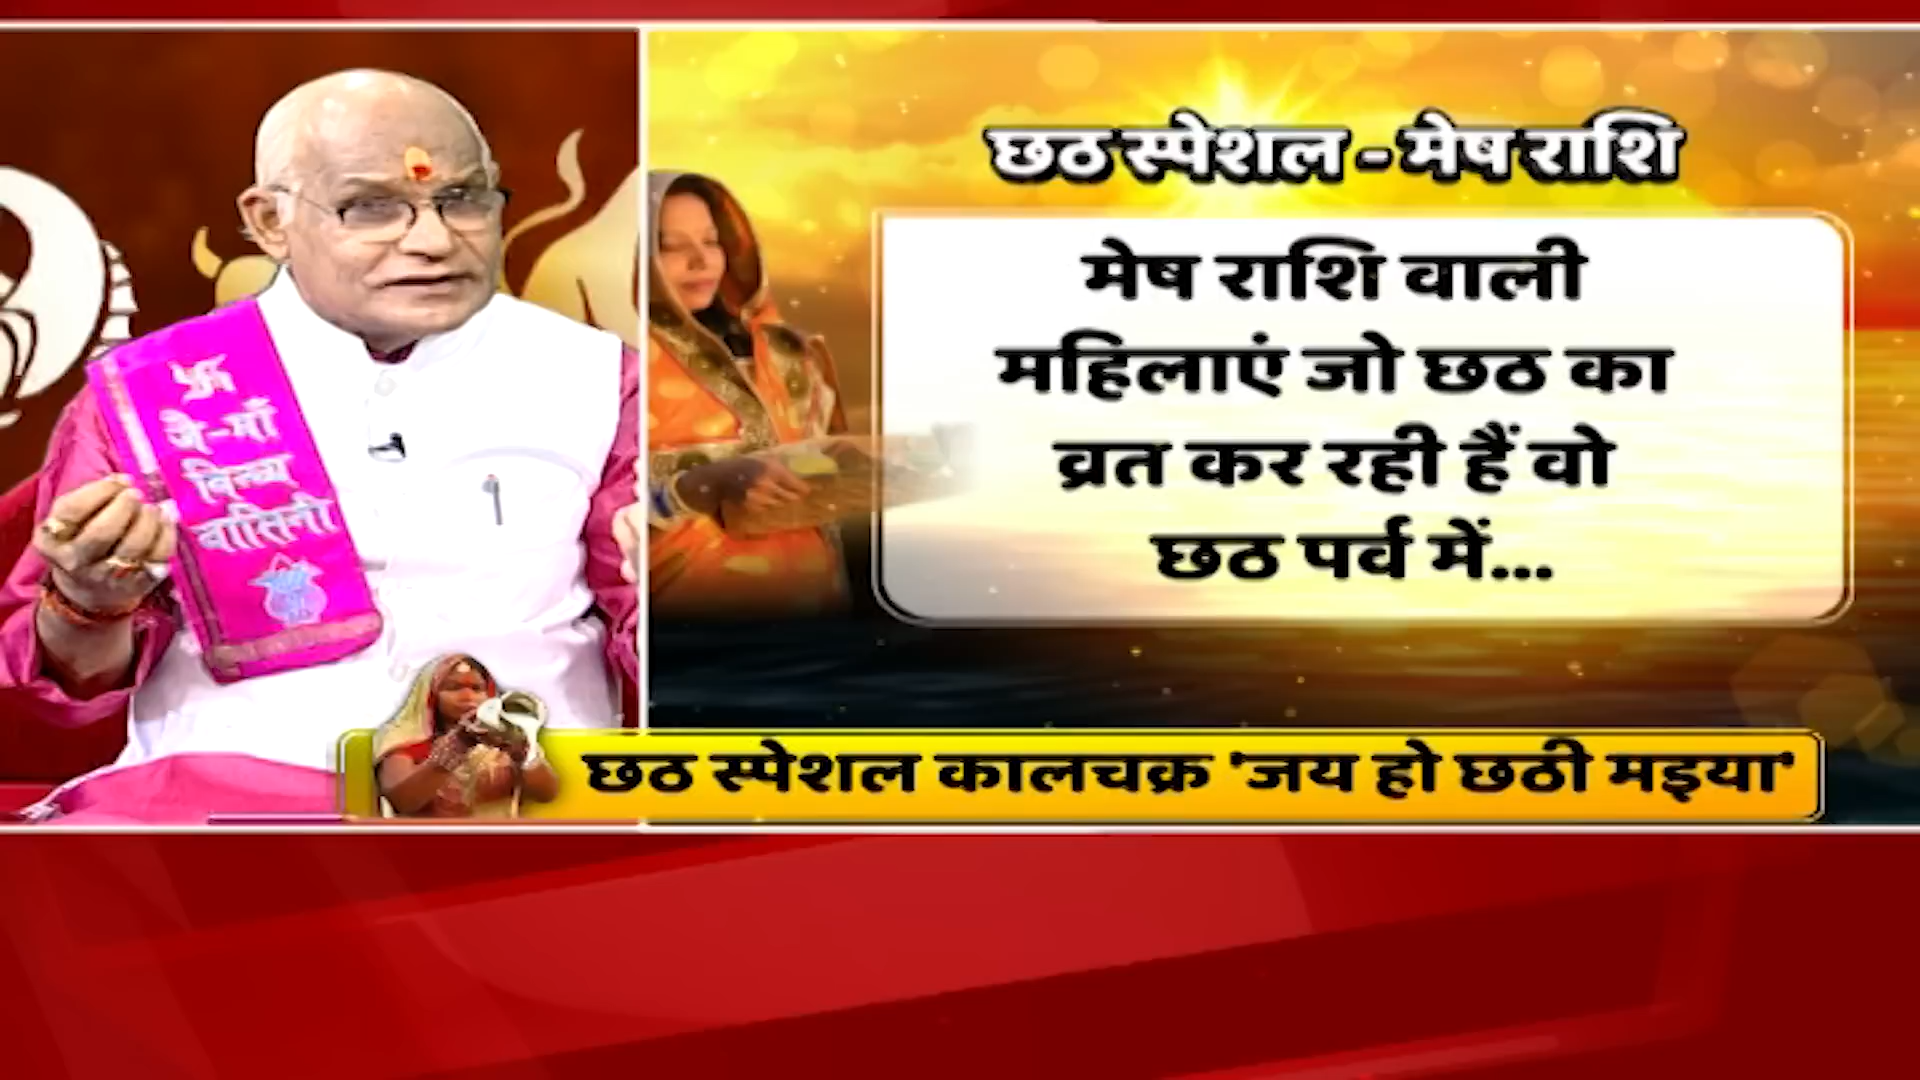 छठ स्पेशल - मेष राशि
मेष राशि वाली
महिलाएं जो छठ का
व्रत कर रही हैं वो
छठ पर्व में...
जै-माँ
विन्ध्य
वासिनी
छठ स्पेशल कालचक्र 'जय हो छठी मइया'